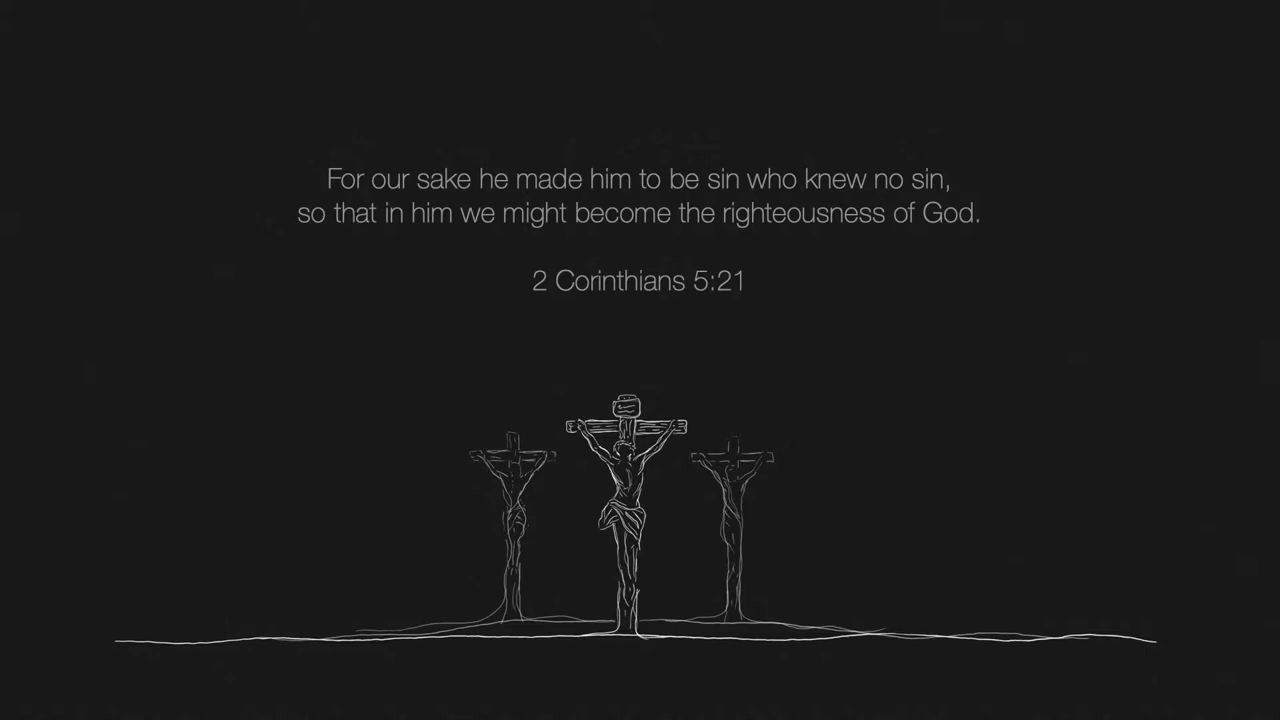 For our sake he made him to be sin who knew no sin,
so that in him we might become the righteousness of God.
2 Corinthians 5:21